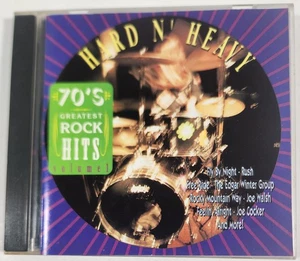 HARD N' HEAVY
70'S
GREATEST
ROCK
HITS
By Night - Rush
Free Ride - The Edgar Winter Group
Rocky Mountain Way - Joe Walsh
Feelin' Alright - Joe Cocker
And More!